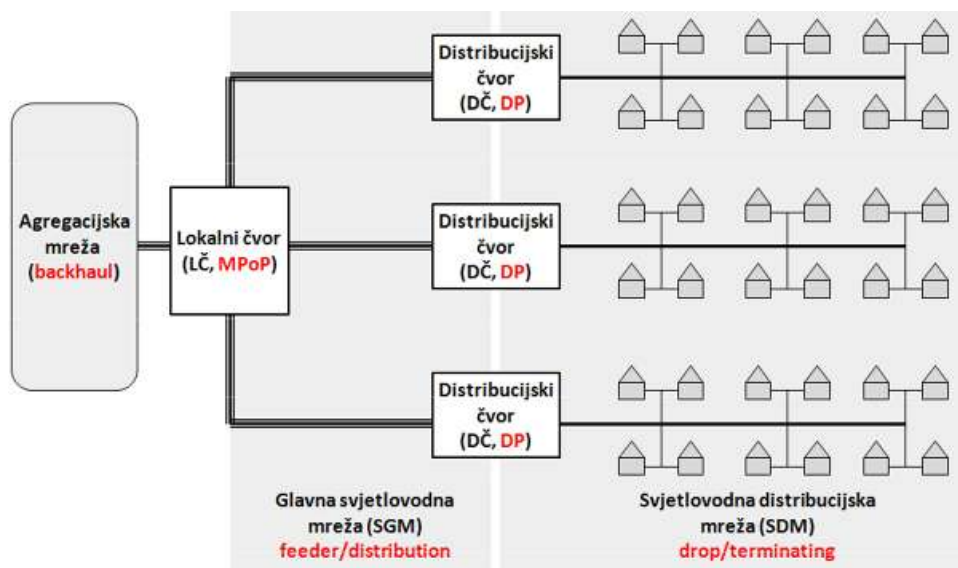 Distribucijski
čvor
(DČ, DP)
Agregacijska
mreža
(backhaul)
Lokalni čvor
(LČ, MPoP)
Distribucijski
čvor
(DČ, DP)
Distribucijski
čvor
(DČ, DP)
Glavna svjetlovodna
mreža (SGM)
feeder/distribution
Svjetlovodna distribucijska
mreža (SDM)
drop/terminating